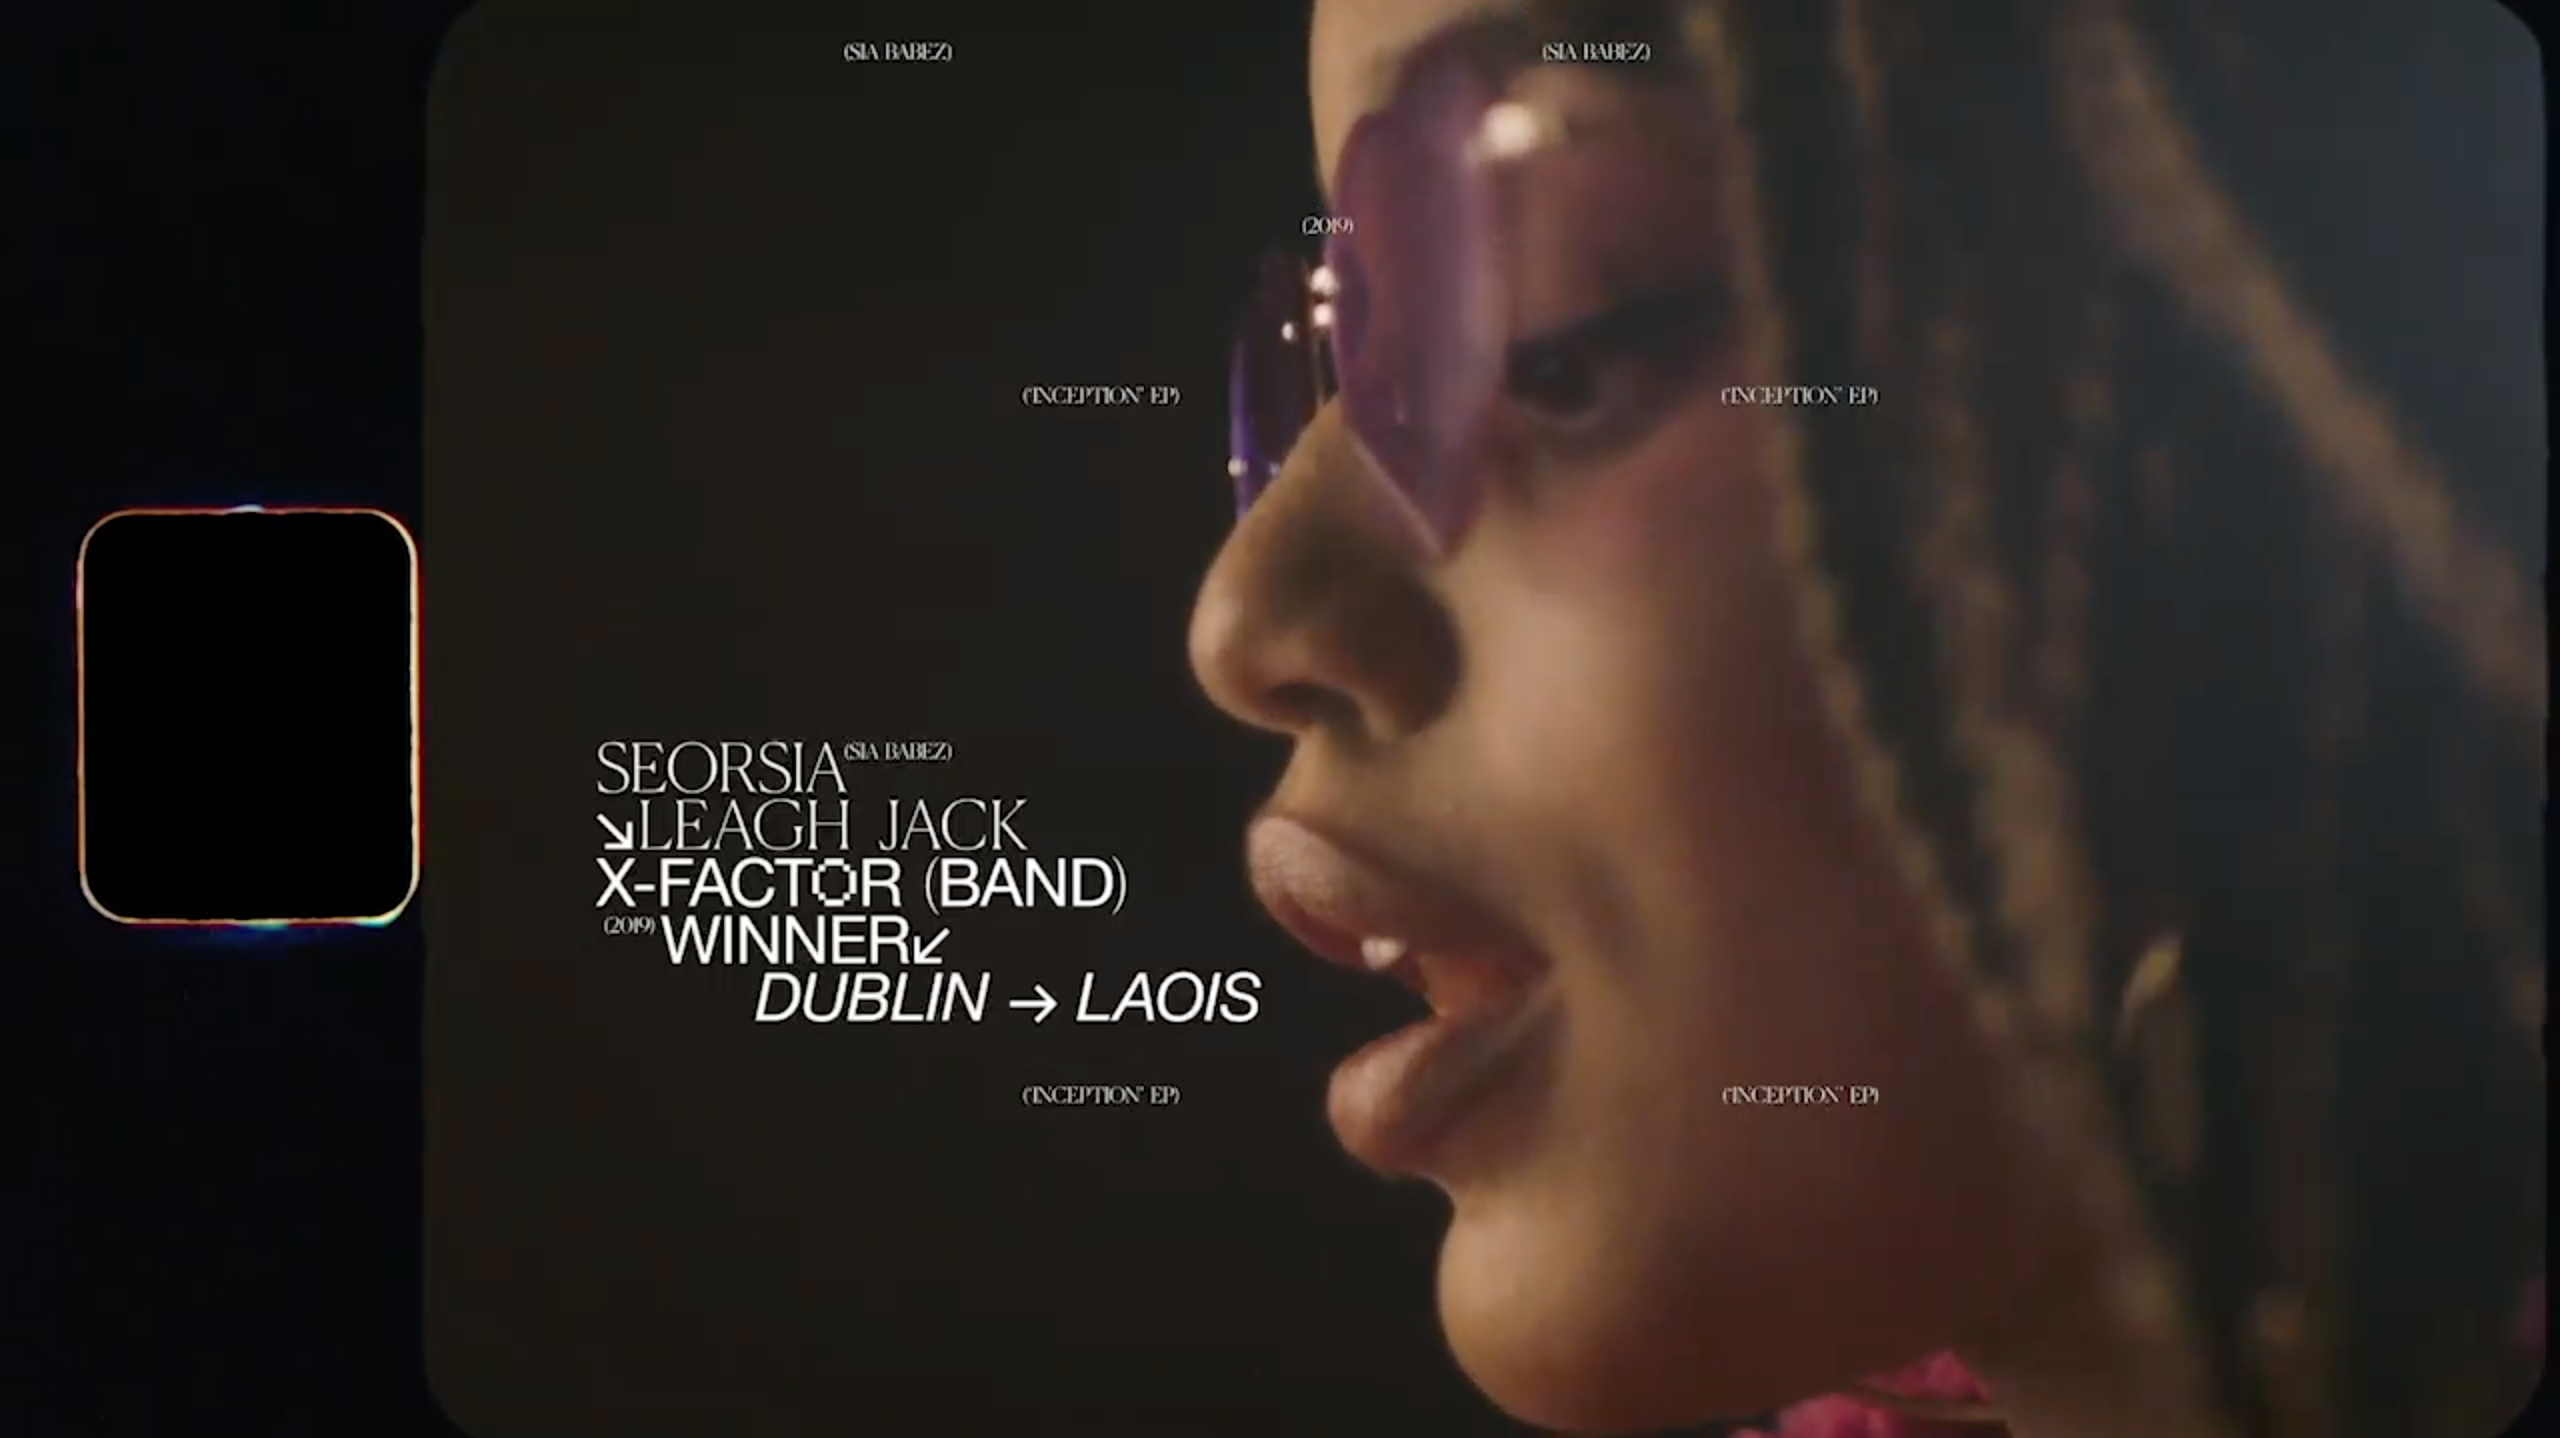 (SIA BABEZ) (SIA BABEZ)
(2019)
("INCEPTION" EP) ("INCEPTION" EP)
SEORSIA (SIA BABEZ)
↘LEAGH JACK
X-FACTOR (BAND)
(2019) WINNER↙
DUBLIN → LAOIS
("INCEPTION" EP) ("INCEPTION" EP)